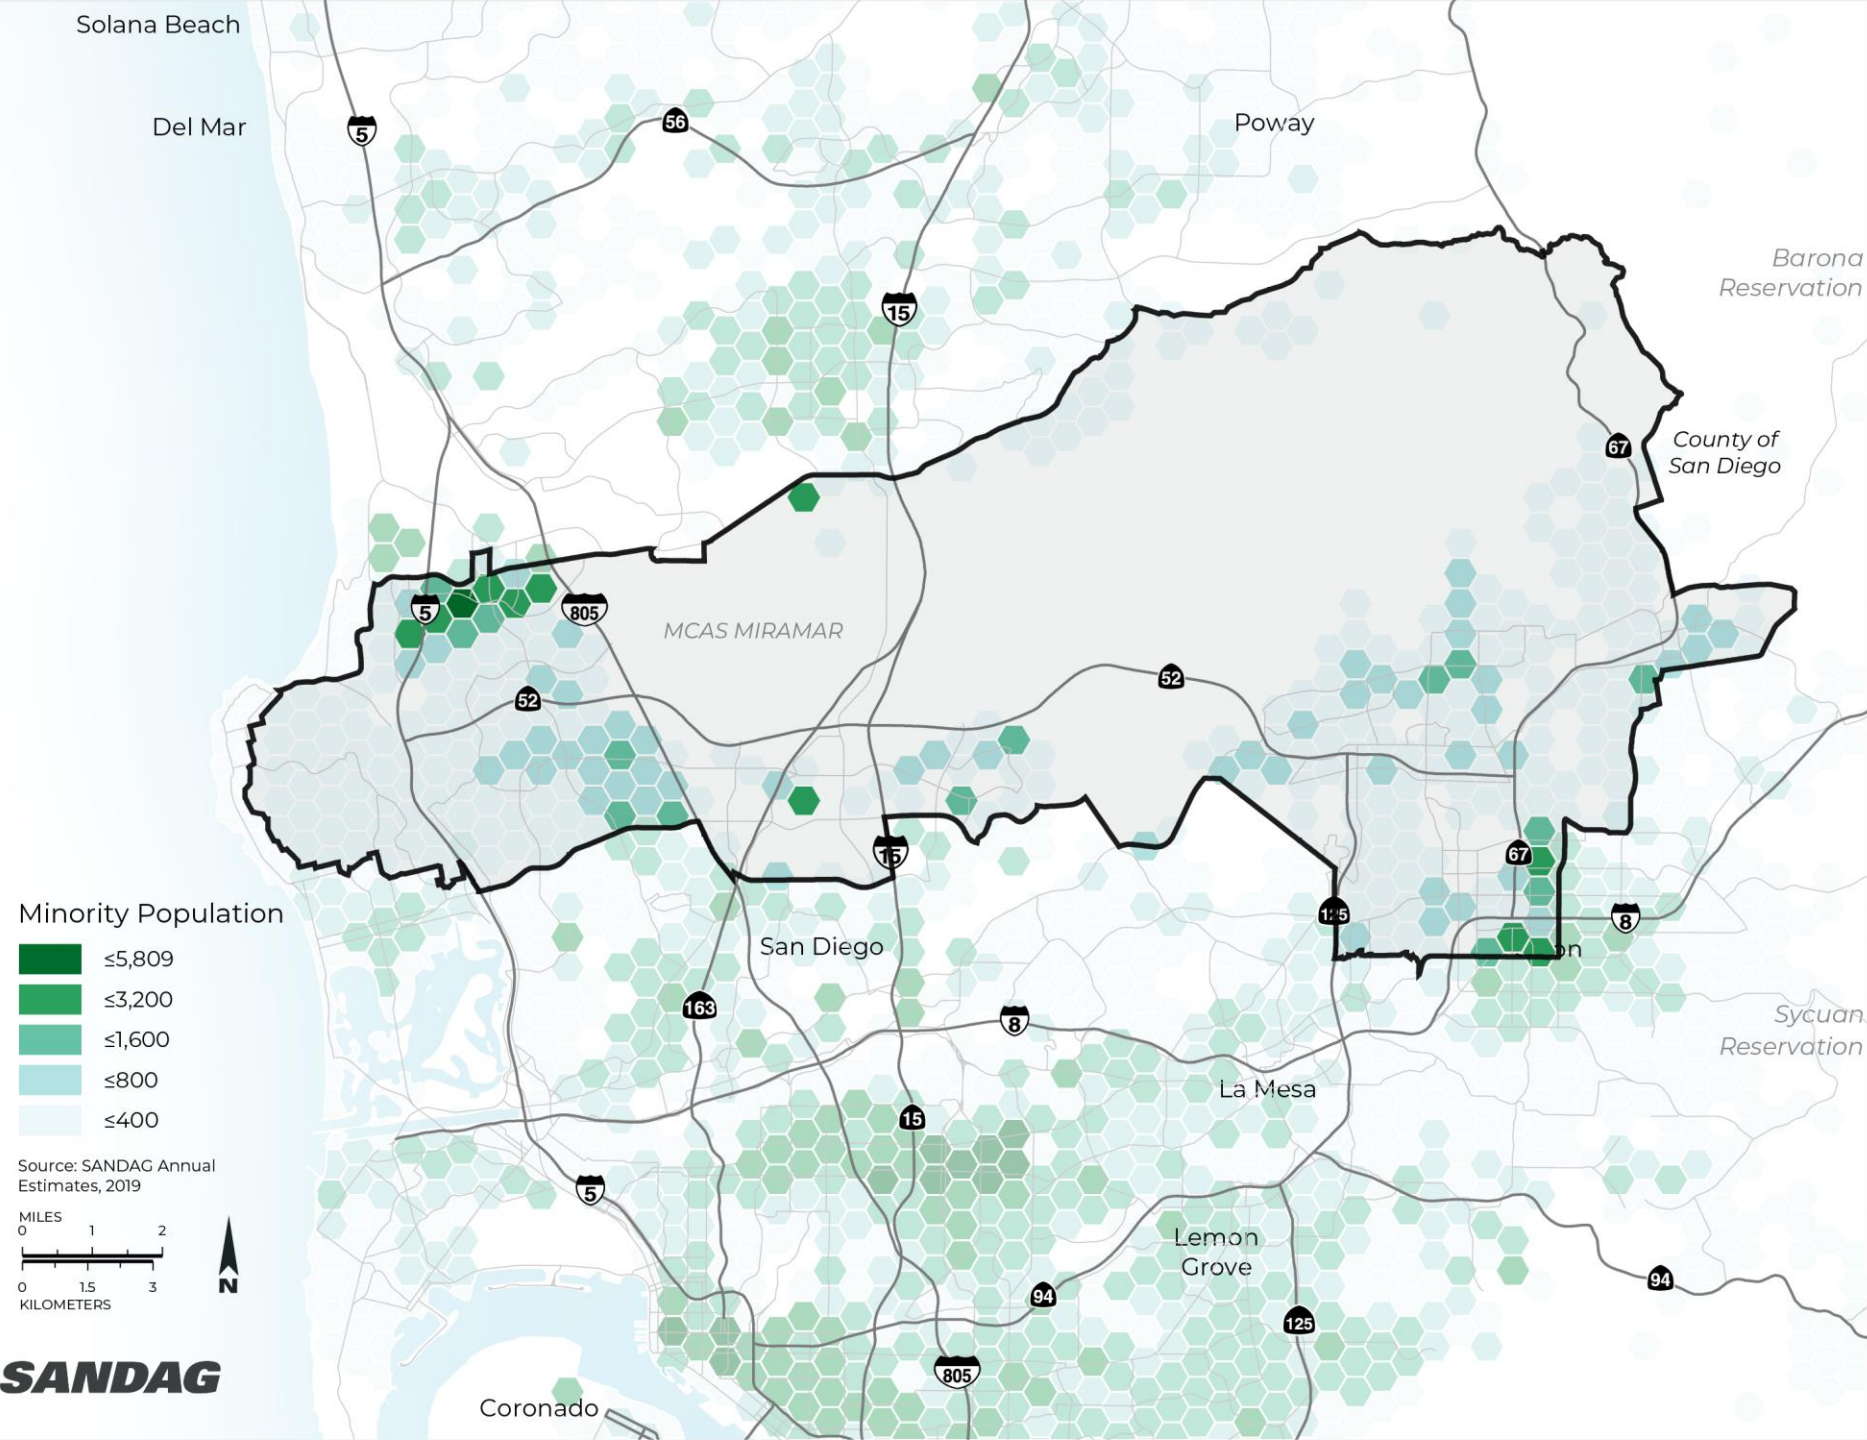 Solana Beach
Del Mar
5
56
Poway
15
Barona
Reservation
67
County of
San Diego
5
805
MCAS MIRAMAR
52
52
15
67
125
8
on
San Diego
163
8
Sycuan
Reservation
La Mesa
15
5
Lemon
Grove
94
94
125
805
Coronado
Minority Population
≤5,809
≤3,200
≤1,600
≤800
≤400
Source: SANDAG Annual
Estimates, 2019
MILES
0 1 2
0 1.5 3
KILOMETERS
N
SANDAG